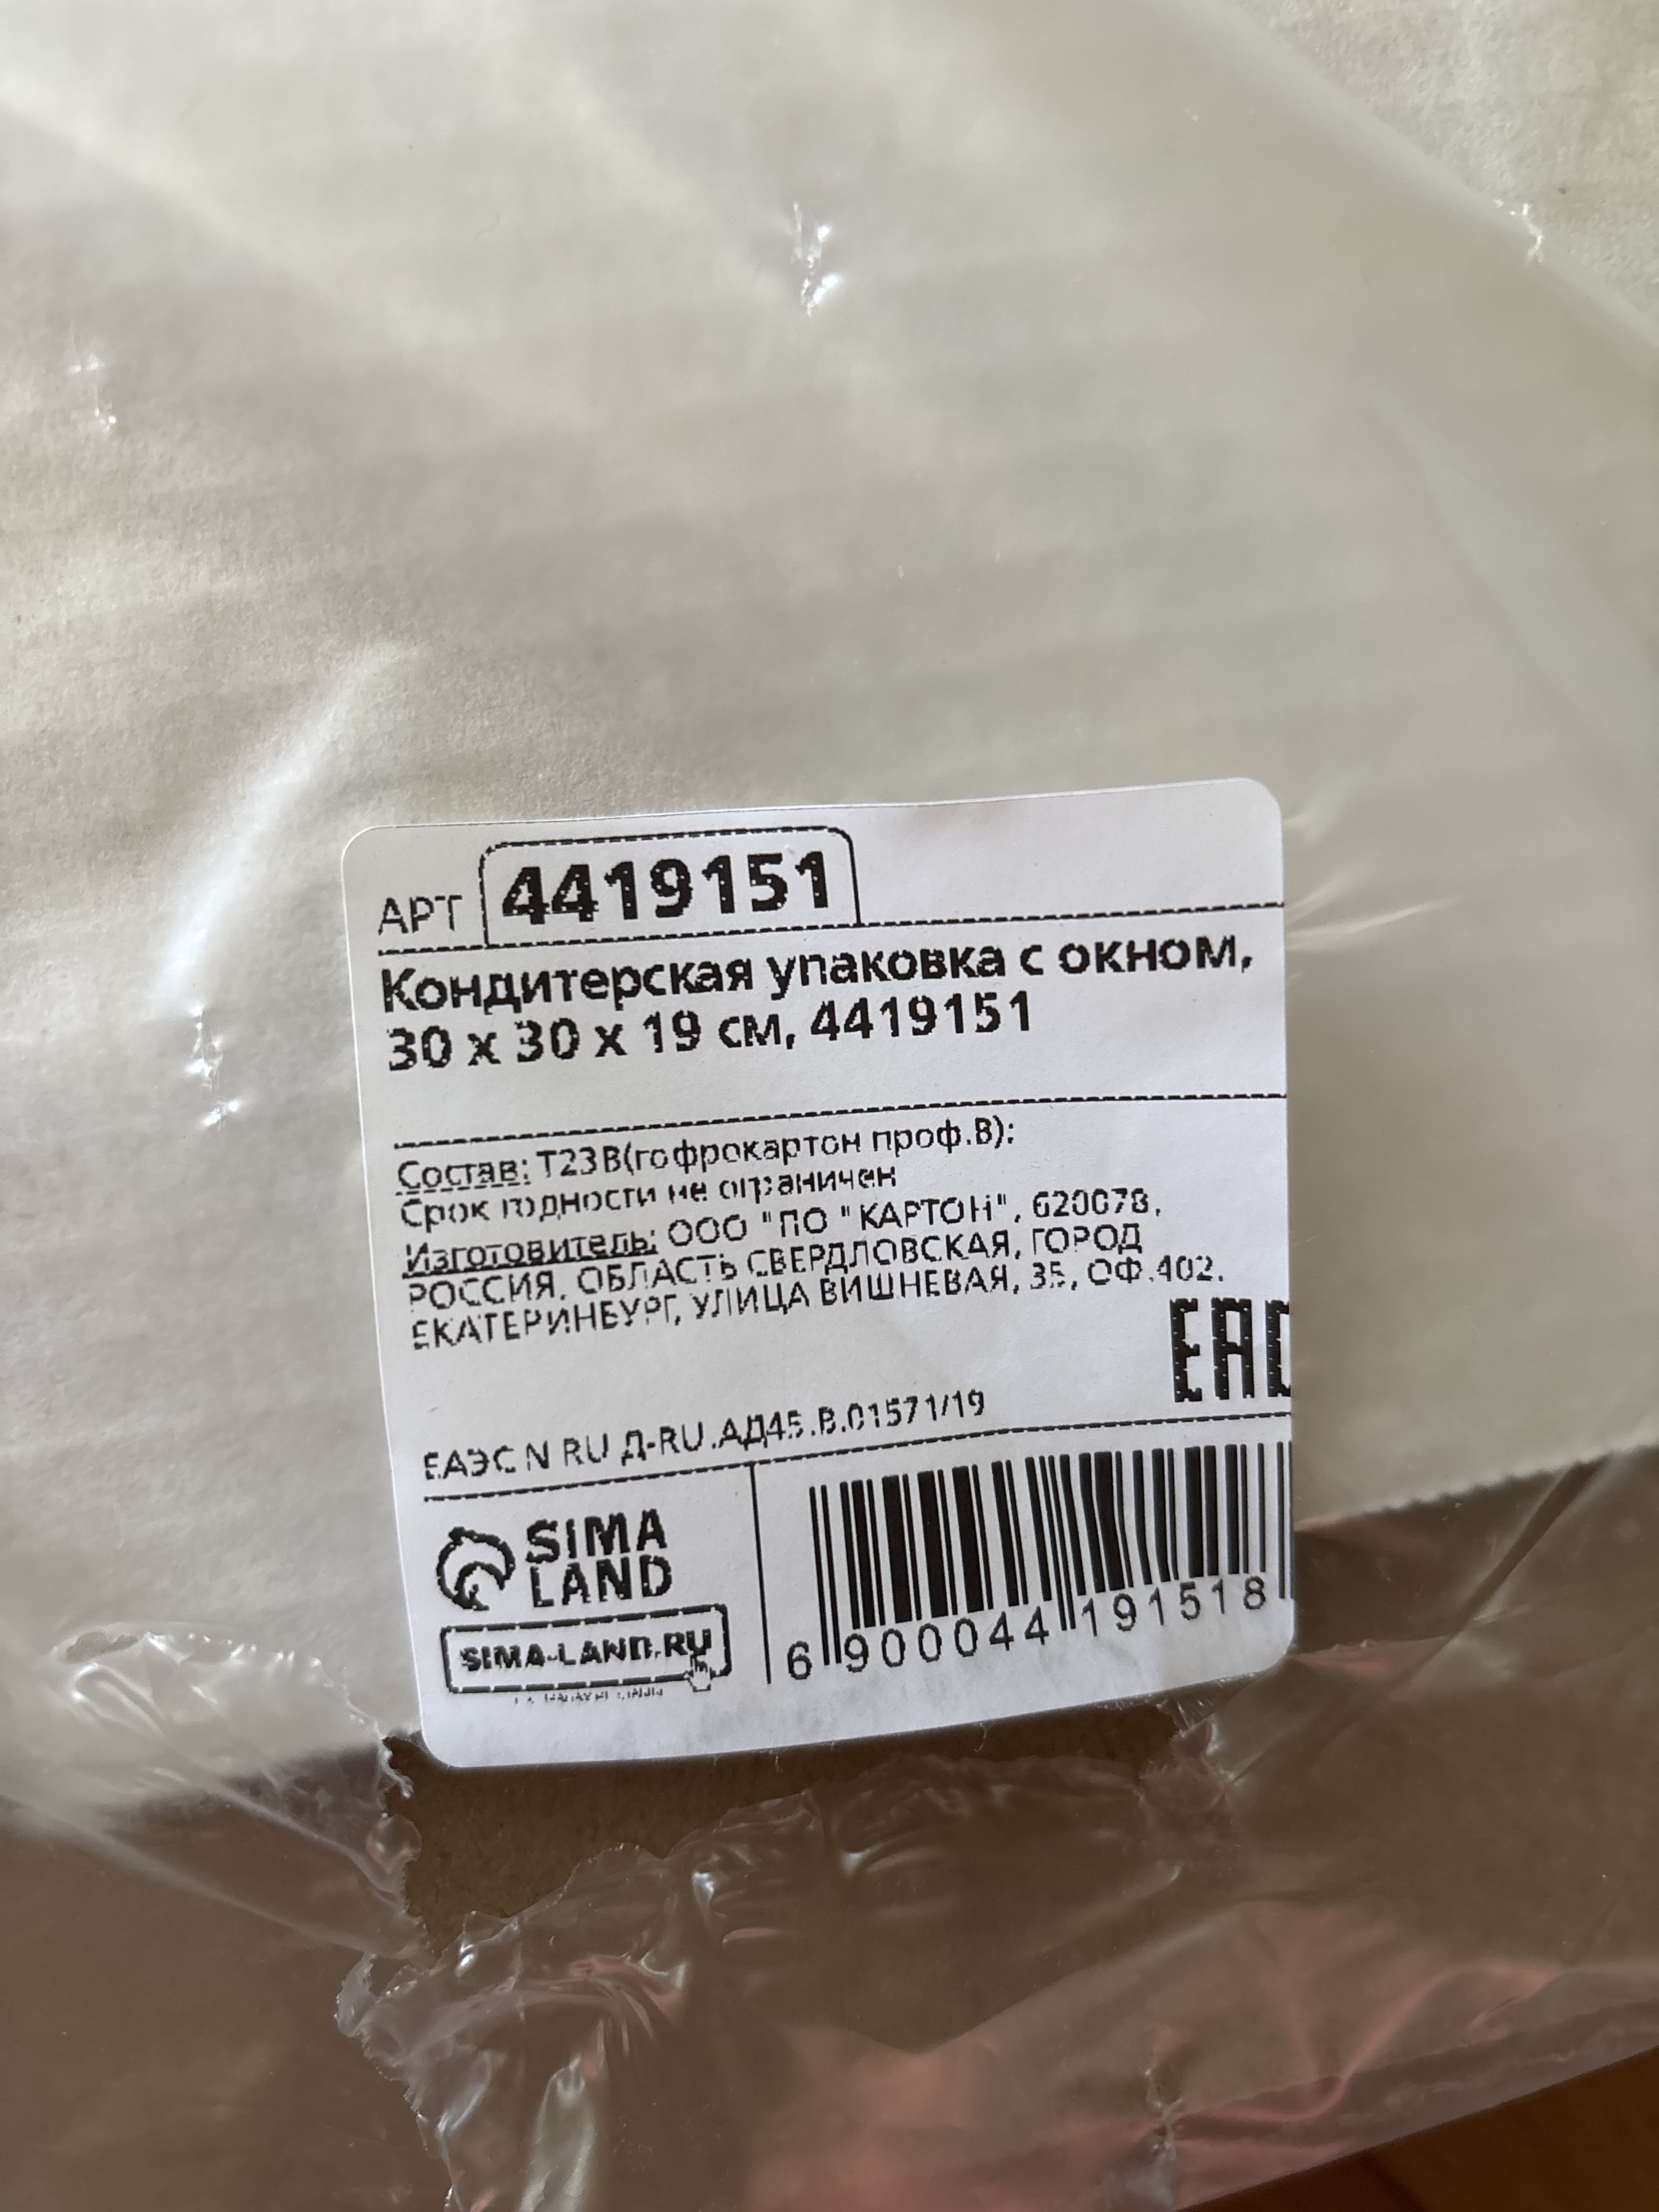 АРТ 4419151
Кондитерская упаковка с окном,
30 х 30 х 19 см, 4419151
Состав: Т23В(гофрокартон проф.В);
Срок годности не ограничен
Изготовитель: ООО "ПО "КАРТОН", 620078,
РОССИЯ, ОБЛАСТЬ СВЕРДЛОВСКАЯ, ГОРОД
ЕКАТЕРИНБУРГ, УЛИЦА ВИШНЕВАЯ, 35, ОФ.402.
EAC
ЕАЭС N RU Д-RU.АД45.В.01571/19
SIMA
LAND
SIMA-LAND.RU
6 900044 191518